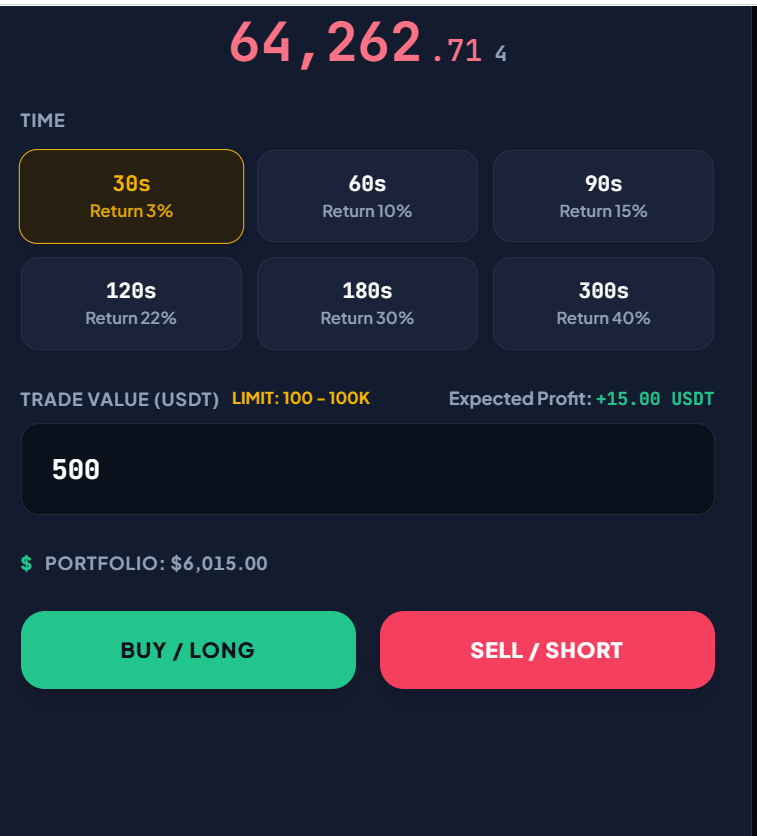 64,262.71 4
TIME
30s
Return 3%
60s
Return 10%
90s
Return 15%
120s
Return 22%
180s
Return 30%
300s
Return 40%
TRADE VALUE (USDT) LIMIT: 100 - 100K Expected Profit: +15.00 USDT
500
$ PORTFOLIO: $6,015.00
BUY / LONG
SELL / SHORT